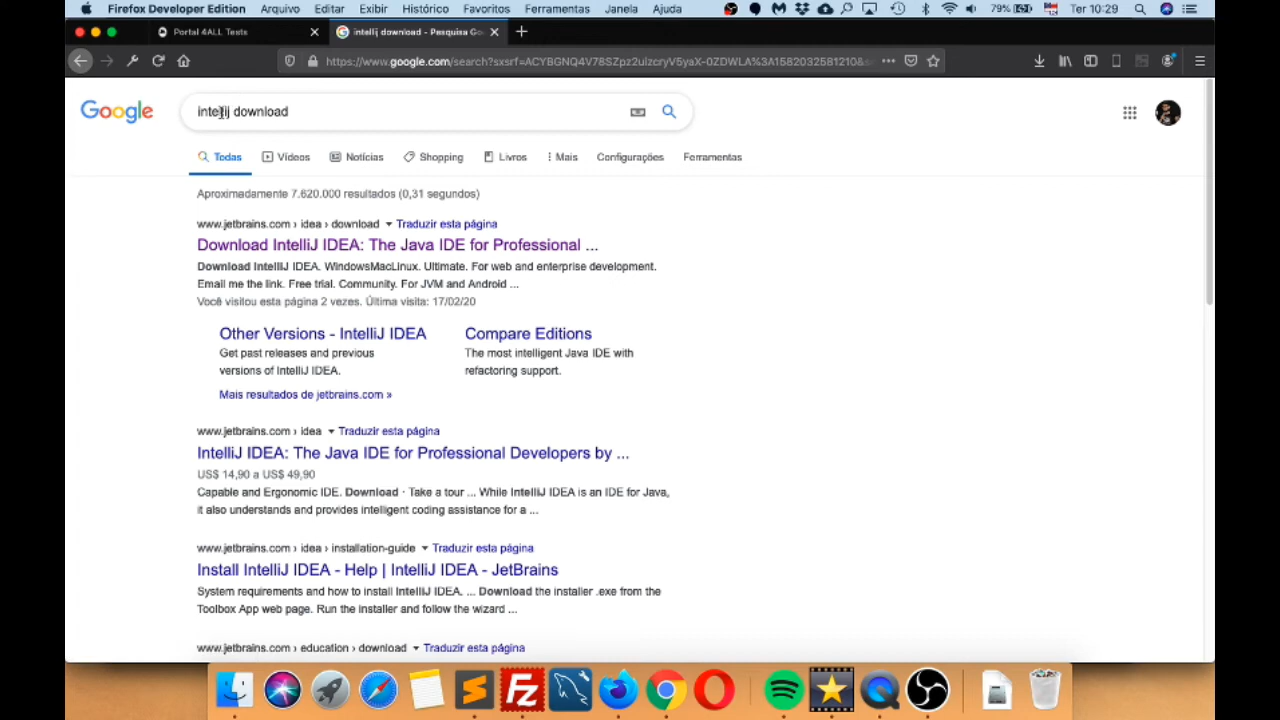 Firefox Developer Edition Arquivo Editar Exibir Histórico Favoritos Ferramentas Janela Ajuda 79% Ter 10:29
Portal 4ALL Tests intellij download - Pesquisa Go
https://www.google.com/search?sxsrf=ACYBGNQ4V78SZpz2uizcryV5yaX-0ZDWLA%3A1582032581210&s
Google intellij download
Todas Vídeos Notícias Shopping Livros Mais Configurações Ferramentas
Aproximadamente 7.620.000 resultados (0,31 segundos)
www.jetbrains.com › idea › download Traduzir esta página
Download IntelliJ IDEA: The Java IDE for Professional ...
Download IntelliJ IDEA. WindowsMacLinux. Ultimate. For web and enterprise development.
Email me the link. Free trial. Community. For JVM and Android ...
Você visitou esta página 2 vezes. Última visita: 17/02/20
Other Versions - IntelliJ IDEA
Get past releases and previous
versions of IntelliJ IDEA.
Compare Editions
The most intelligent Java IDE with
refactoring support.
Mais resultados de jetbrains.com »
www.jetbrains.com › idea Traduzir esta página
IntelliJ IDEA: The Java IDE for Professional Developers by ...
US$ 14,90 a US$ 49,90
Capable and Ergonomic IDE. Download · Take a tour ... While IntelliJ IDEA is an IDE for Java,
it also understands and provides intelligent coding assistance for a ...
www.jetbrains.com › idea › installation-guide Traduzir esta página
Install IntelliJ IDEA - Help | IntelliJ IDEA - JetBrains
System requirements and how to install IntelliJ IDEA. ... Download the installer .exe from the
Toolbox App web page. Run the installer and follow the wizard ...
www.jetbrains.com › education › download Traduzir esta página